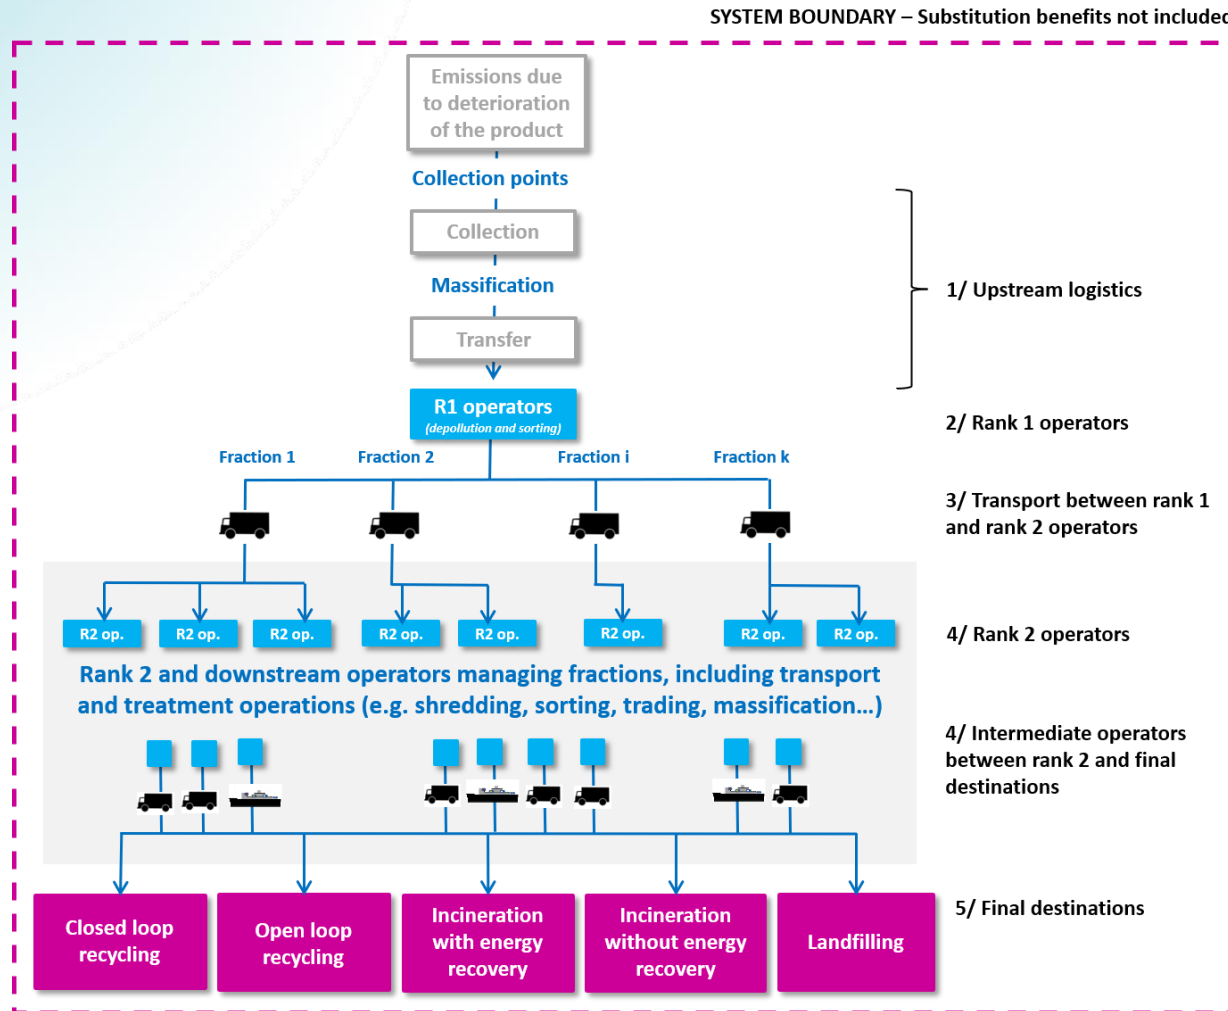 SYSTEM BOUNDARY – Substitution benefits not included
Emissions due
to deterioration
of the product
Collection points
Collection
Massification
Transfer
1/ Upstream logistics
R1 operators
(depollution and sorting)
2/ Rank 1 operators
Fraction 1
Fraction 2
Fraction i
Fraction k
3/ Transport between rank 1
and rank 2 operators
R2 op.
R2 op.
R2 op.
R2 op.
R2 op.
R2 op.
R2 op.
R2 op.
4/ Rank 2 operators
Rank 2 and downstream operators managing fractions, including transport
and treatment operations (e.g. shredding, sorting, trading, massification…)
4/ Intermediate operators
between rank 2 and final
destinations
Closed loop
recycling
Open loop
recycling
Incineration
with energy
recovery
Incineration
without energy
recovery
Landfilling
5/ Final destinations